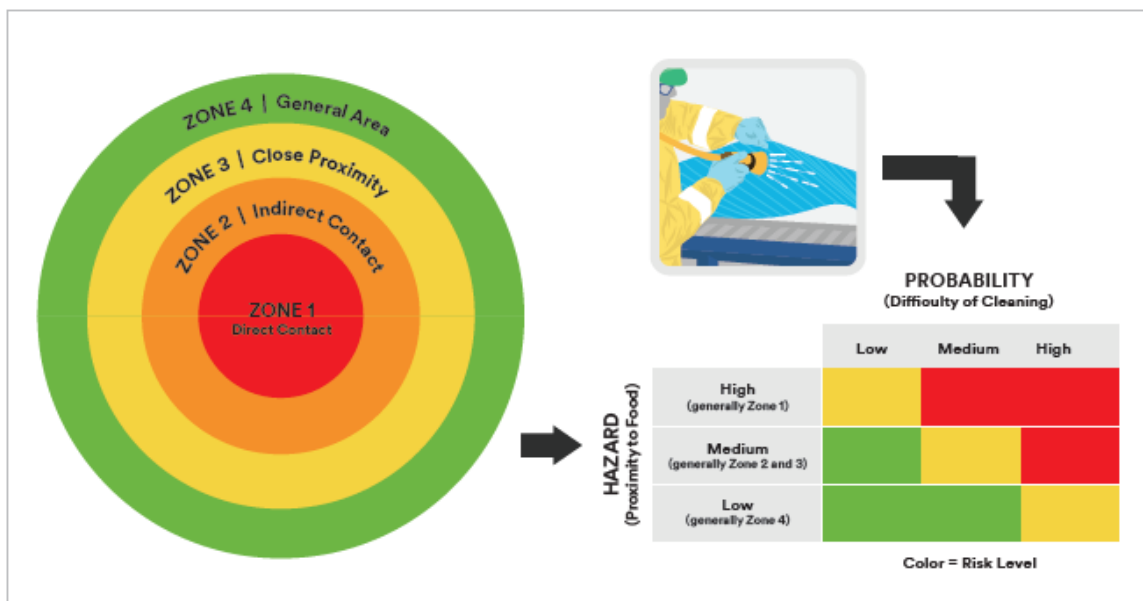 ZONE 4 | General Area
ZONE 3 | Close Proximity
ZONE 2 | Indirect Contact
ZONE 1
Direct Contact
PROBABILITY
(Difficulty of Cleaning)
Low Medium High
HAZARD
(Proximity to Food)
High
(generally Zone 1)
Medium
(generally Zone 2 and 3)
Low
(generally Zone 4)
Color = Risk Level